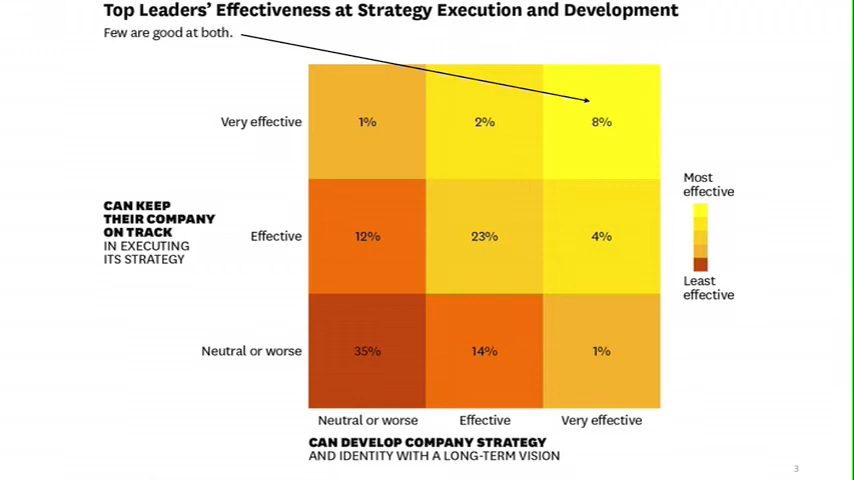 Top Leaders' Effectiveness at Strategy Execution and Development
Few are good at both.
Very effective
1%
2%
8%
Most
effective
CAN KEEP
THEIR COMPANY
ON TRACK
IN EXECUTING
ITS STRATEGY
Effective
12%
23%
4%
Least
effective
Neutral or worse
35%
14%
1%
Neutral or worse
Effective
Very effective
CAN DEVELOP COMPANY STRATEGY
AND IDENTITY WITH A LONG-TERM VISION
3